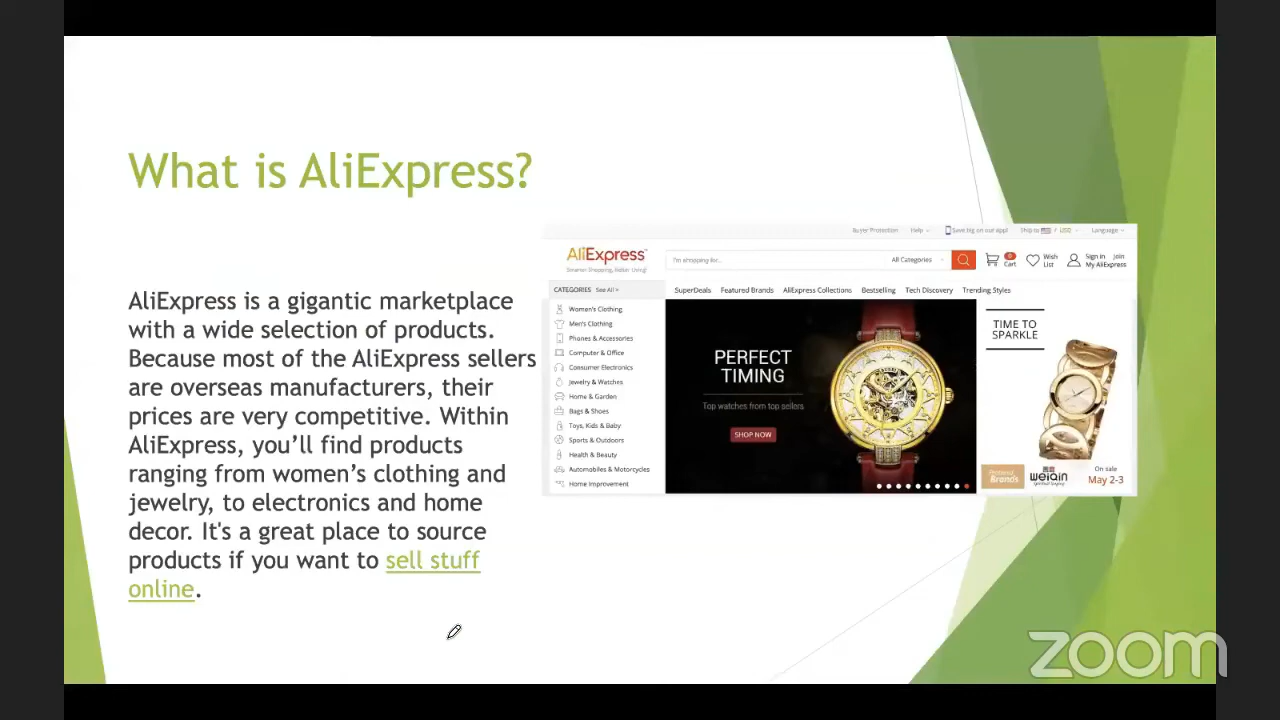 What is AliExpress?
AliExpress is a gigantic marketplace
with a wide selection of products.
Because most of the AliExpress sellers
are overseas manufacturers, their
prices are very competitive. Within
AliExpress, you’ll find products
ranging from women’s clothing and
jewelry, to electronics and home
decor. It's a great place to source
products if you want to sell stuff
online.
Buyer Protection Help Save big on our app! Ship to / USD Language
AliExpress™
Smarter Shopping, Better Living!
I'm shopping for... All Categories
0
Cart
Wish
List
Sign in Join
My AliExpress
CATEGORIES See All >
SuperDeals Featured Brands AliExpress Collections Bestselling Tech Discovery Trending Styles
Women's Clothing
Men's Clothing
Phones & Accessories
Computer & Office
Consumer Electronics
Jewelry & Watches
Home & Garden
Bags & Shoes
Toys, Kids & Baby
Sports & Outdoors
Health & Beauty
Automobiles & Motorcycles
Home Improvement
PERFECT
TIMING
Top watches from top sellers
SHOP NOW
TIME TO
SPARKLE
Brands
WEIQIN
On sale
May 2-3
zoom